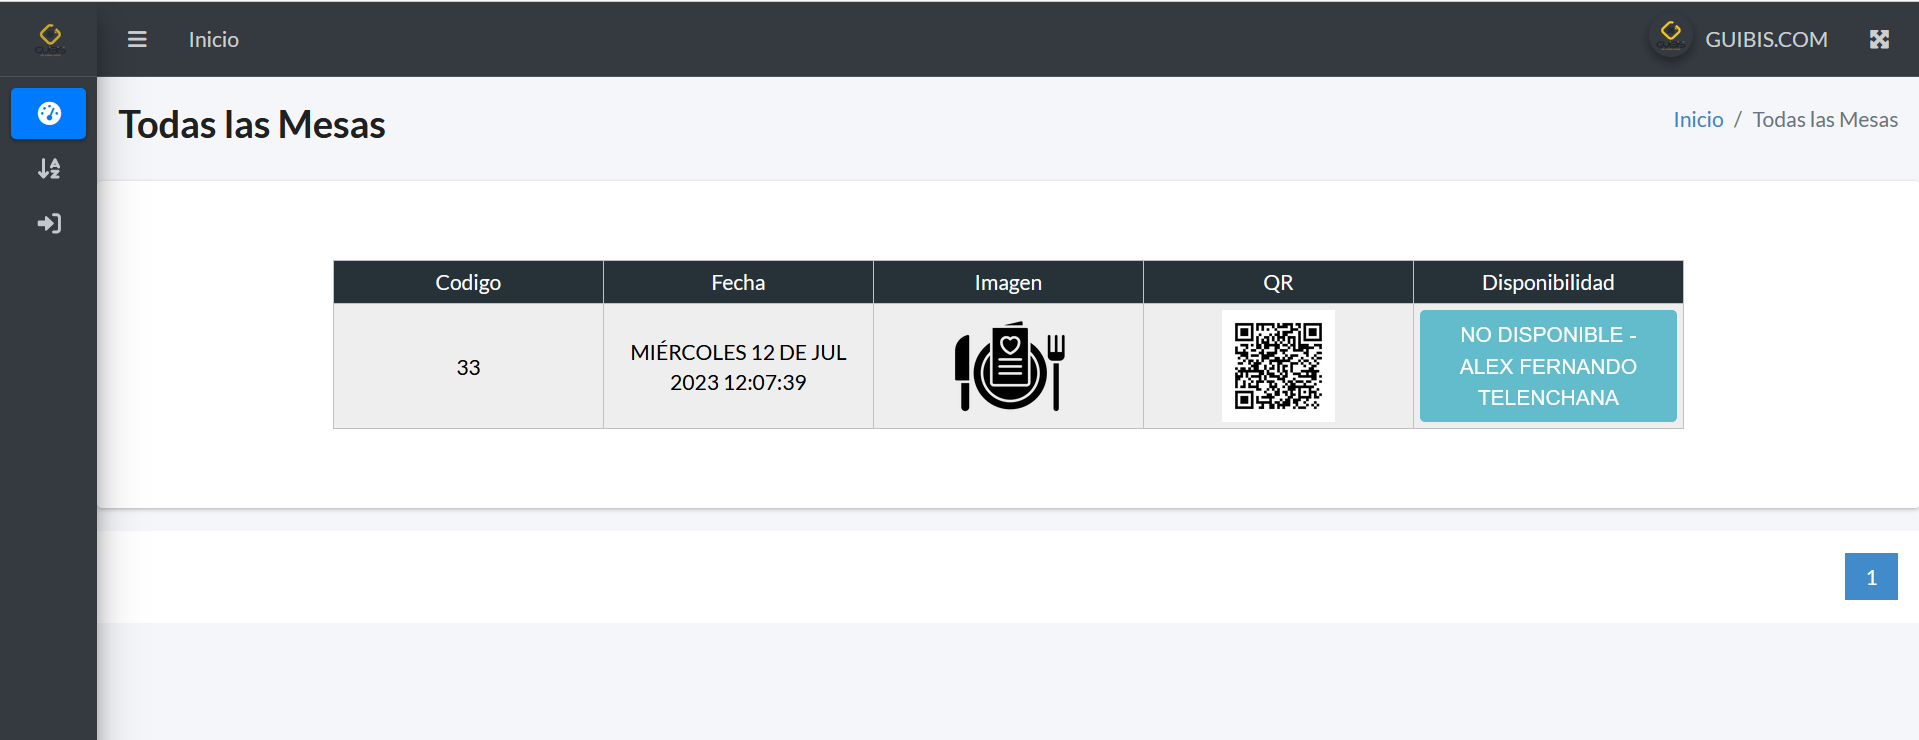 Inicio
GUIBIS.COM
Todas las Mesas
Inicio / Todas las Mesas
Codigo
Fecha
Imagen
QR
Disponibilidad
33
MIÉRCOLES 12 DE JUL
2023 12:07:39
NO DISPONIBLE -
ALEX FERNANDO
TELENCHANA
1